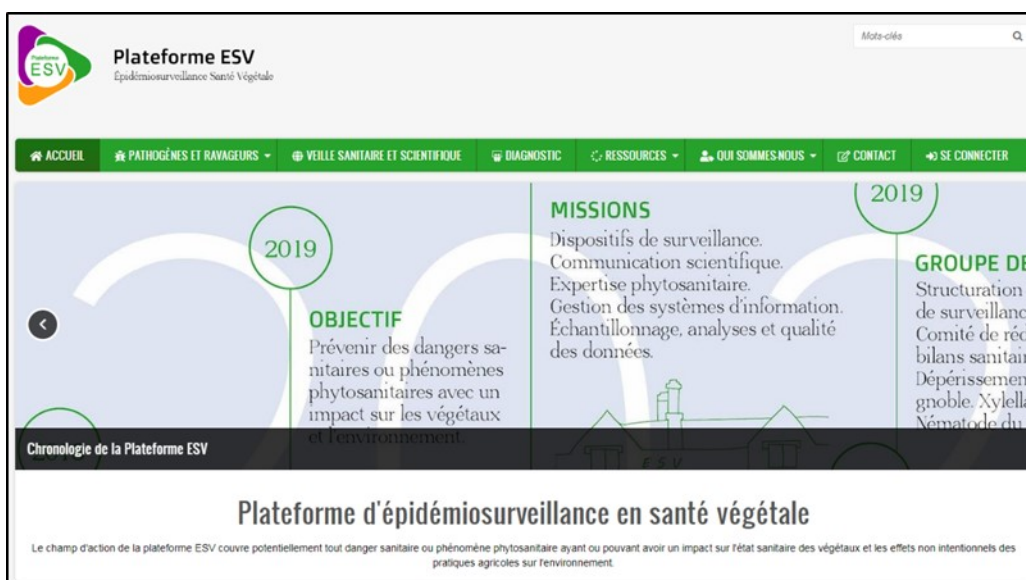 Plateforme
ESV
Plateforme ESV
Épidémiosurveillance Santé Végétale
Mots-clés
ACCUEIL
PATHOGÈNES ET RAVAGEURS
VEILLE SANITAIRE ET SCIENTIFIQUE
DIAGNOSTIC
RESSOURCES
QUI SOMMES-NOUS
CONTACT
SE CONNECTER
2019
OBJECTIF
Prévenir des dangers sa-
nitaires ou phénomènes
phytosanitaires avec un
impact sur les végétaux
et l'environnement.
MISSIONS
Dispositifs de surveillance.
Communication scientifique.
Expertise phytosanitaire.
Gestion des systèmes d'information.
Échantillonnage, analyses et qualité
des données.
ESV
2019
GROUPE DE
Structuration
de surveillanc
Comité de réd
bilans sanitair
Dépérissemen
gnoble. Xylella
Nématode du
Chronologie de la Plateforme ESV
Plateforme d'épidémiosurveillance en santé végétale
Le champ d'action de la plateforme ESV couvre potentiellement tout danger sanitaire ou phénomène phytosanitaire ayant ou pouvant avoir un impact sur l'état sanitaire des végétaux et les effets non intentionnels des
pratiques agricoles sur l'environnement.